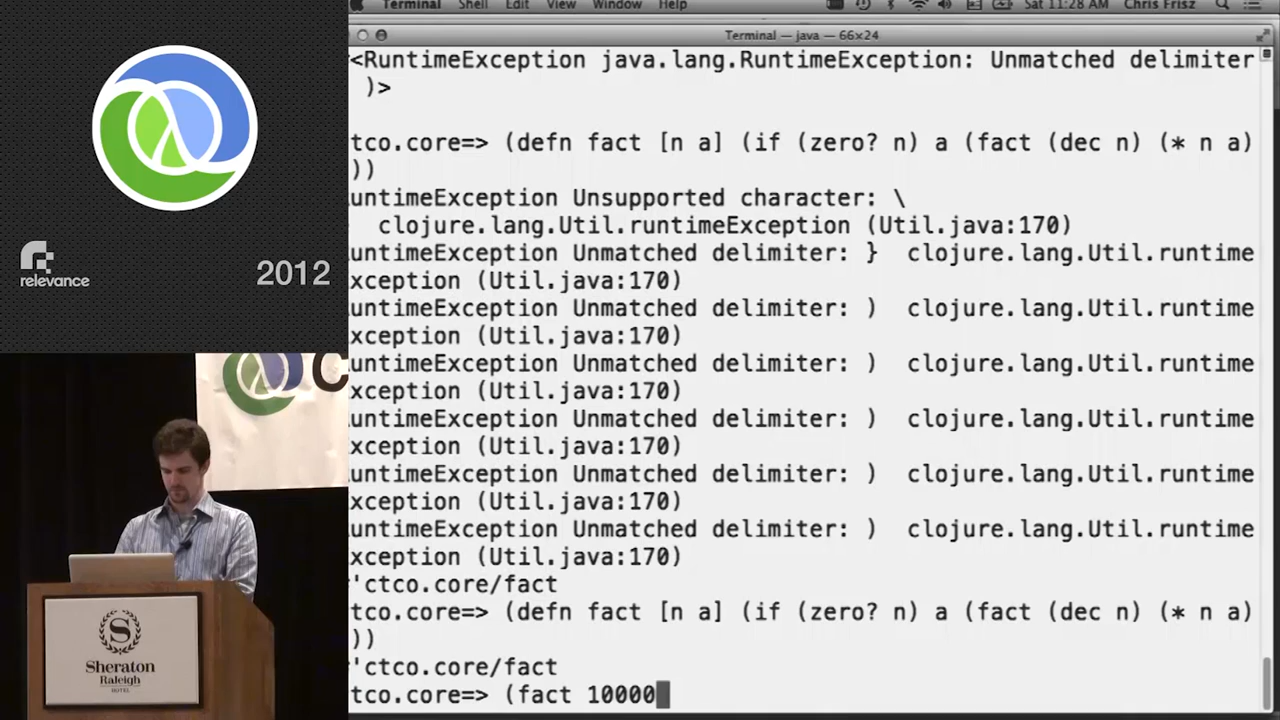 Terminal Shell Edit View Window Help Sat 11:28 AM Chris Frisz
Terminal — java — 66x24
<RuntimeException java.lang.RuntimeException: Unmatched delimiter
)>
tco.core=> (defn fact [n a] (if (zero? n) a (fact (dec n) (* n a)
))
untimeException Unsupported character: \
clojure.lang.Util.runtimeException (Util.java:170)
untimeException Unmatched delimiter: } clojure.lang.Util.runtime
xception (Util.java:170)
untimeException Unmatched delimiter: ) clojure.lang.Util.runtime
xception (Util.java:170)
untimeException Unmatched delimiter: ) clojure.lang.Util.runtime
xception (Util.java:170)
untimeException Unmatched delimiter: ) clojure.lang.Util.runtime
xception (Util.java:170)
untimeException Unmatched delimiter: ) clojure.lang.Util.runtime
xception (Util.java:170)
untimeException Unmatched delimiter: ) clojure.lang.Util.runtime
xception (Util.java:170)
'ctco.core/fact
tco.core=> (defn fact [n a] (if (zero? n) a (fact (dec n) (* n a)
))
'ctco.core/fact
tco.core=> (fact 10000
relevance
2012
C
S
Sheraton
Raleigh
HOTEL